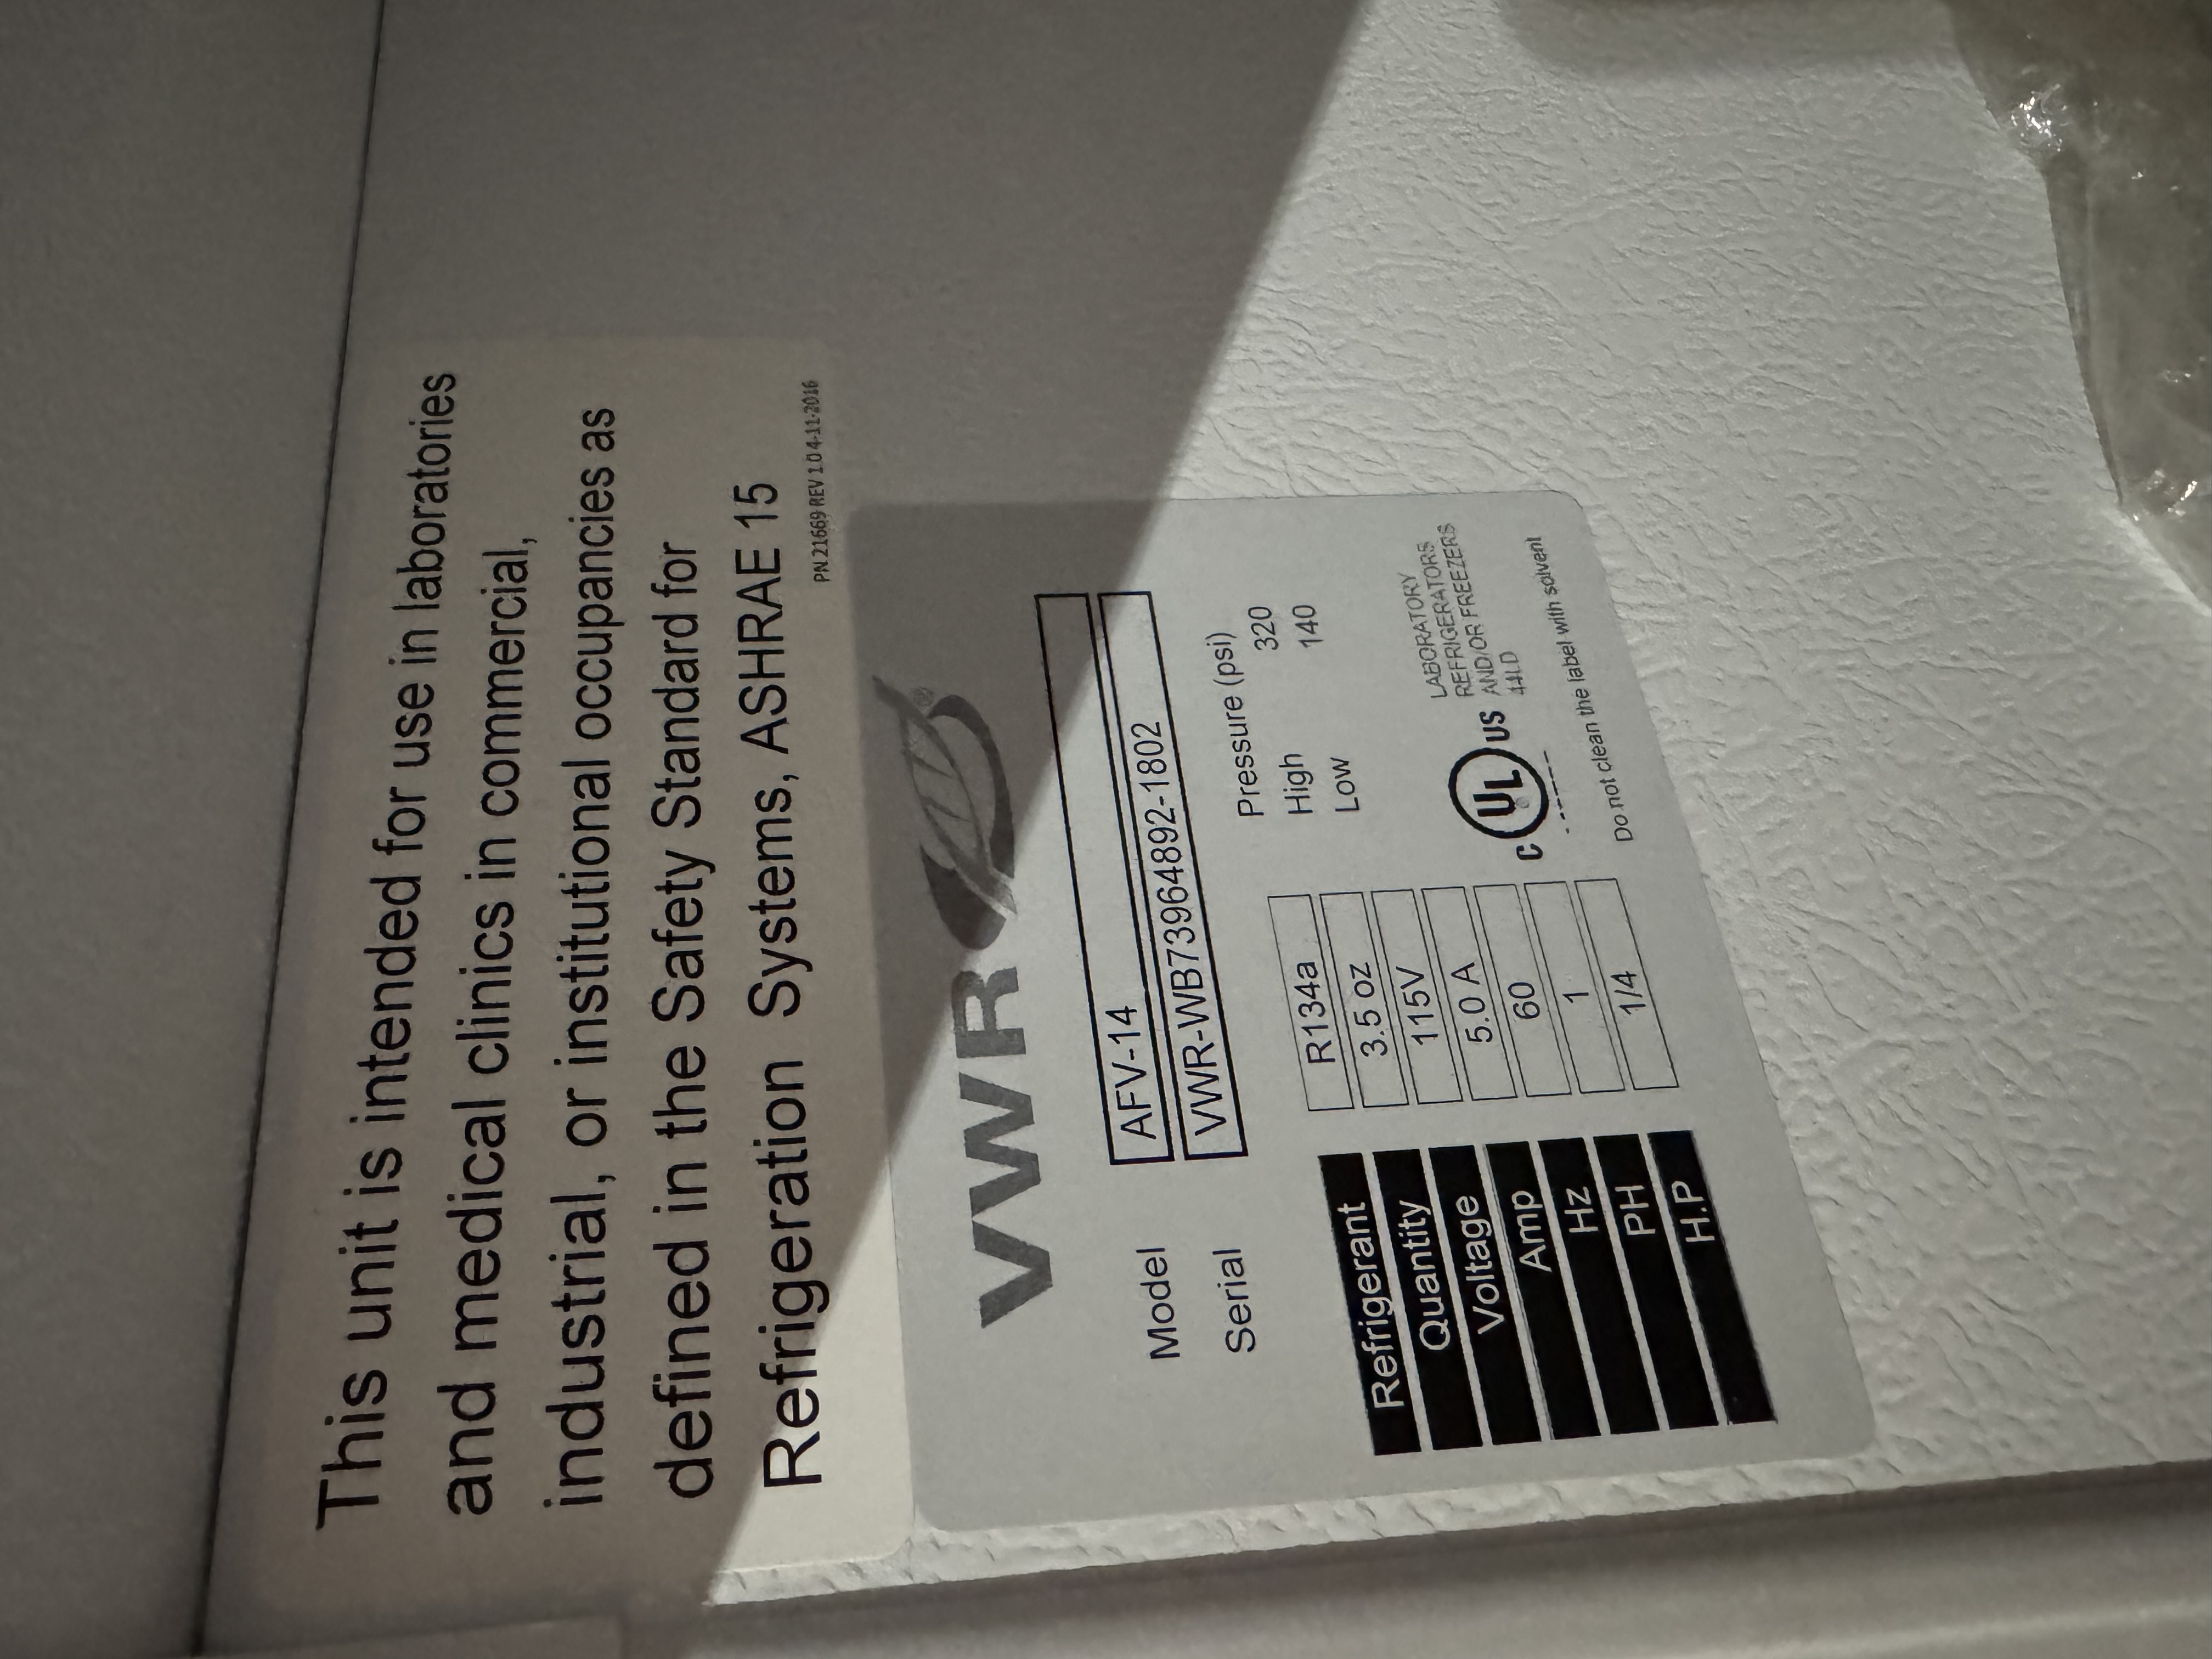 This unit is intended for use in laboratories
and medical clinics in commercial,
industrial, or institutional occupancies as
defined in the Safety Standard for
Refrigeration Systems, ASHRAE 15
PN 21669 REV 1.0 4-11-2016
VWR ®
Model AFV-14
Serial VWR-WB73964892-1802
Refrigerant R134a
Quantity 3.5 oz
Voltage 115V
Amp 5.0 A
Hz 60
PH 1
H.P 1/4
Pressure (psi)
High 320
Low 140
C UL US
LABORATORY
REFRIGERATORS
AND/OR FREEZERS
44LD
Do not clean the label with solvent